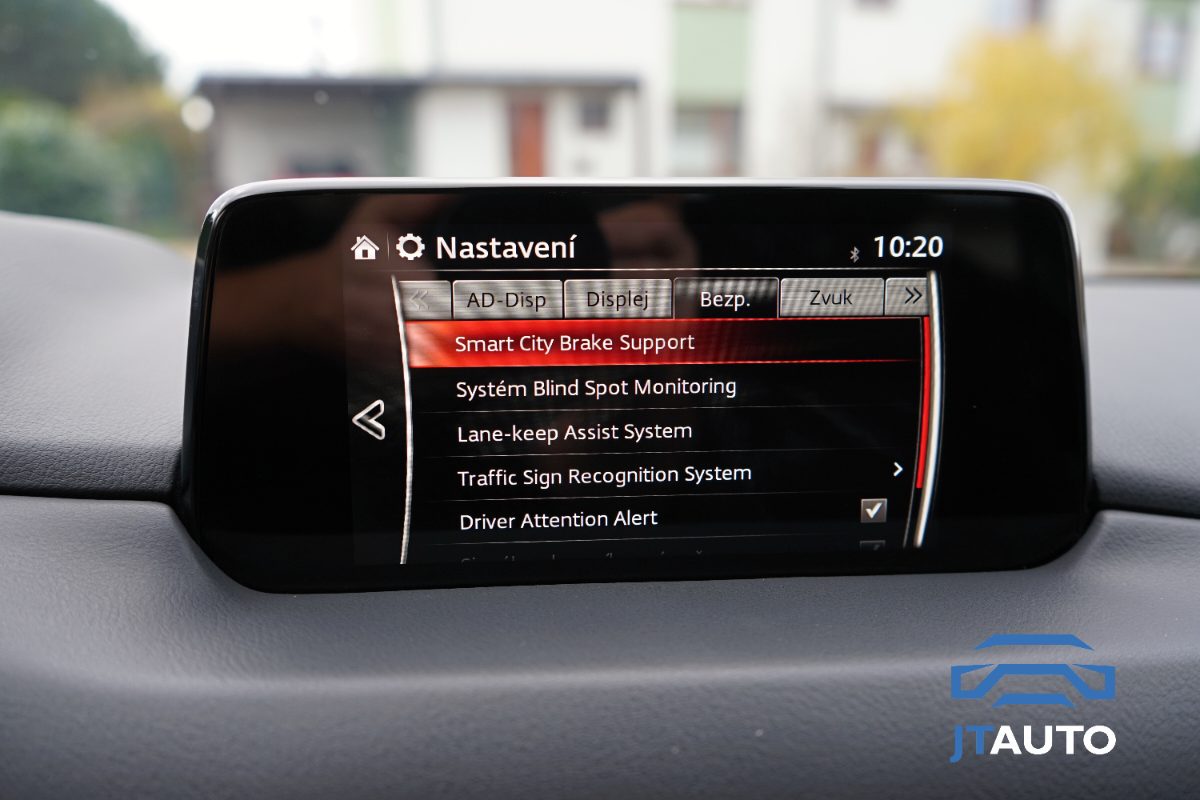 Nastavení
10:20
AD-Disp Displej Bezp. Zvuk
Smart City Brake Support
Systém Blind Spot Monitoring
Lane-keep Assist System
Traffic Sign Recognition System
Driver Attention Alert
JTAUTO